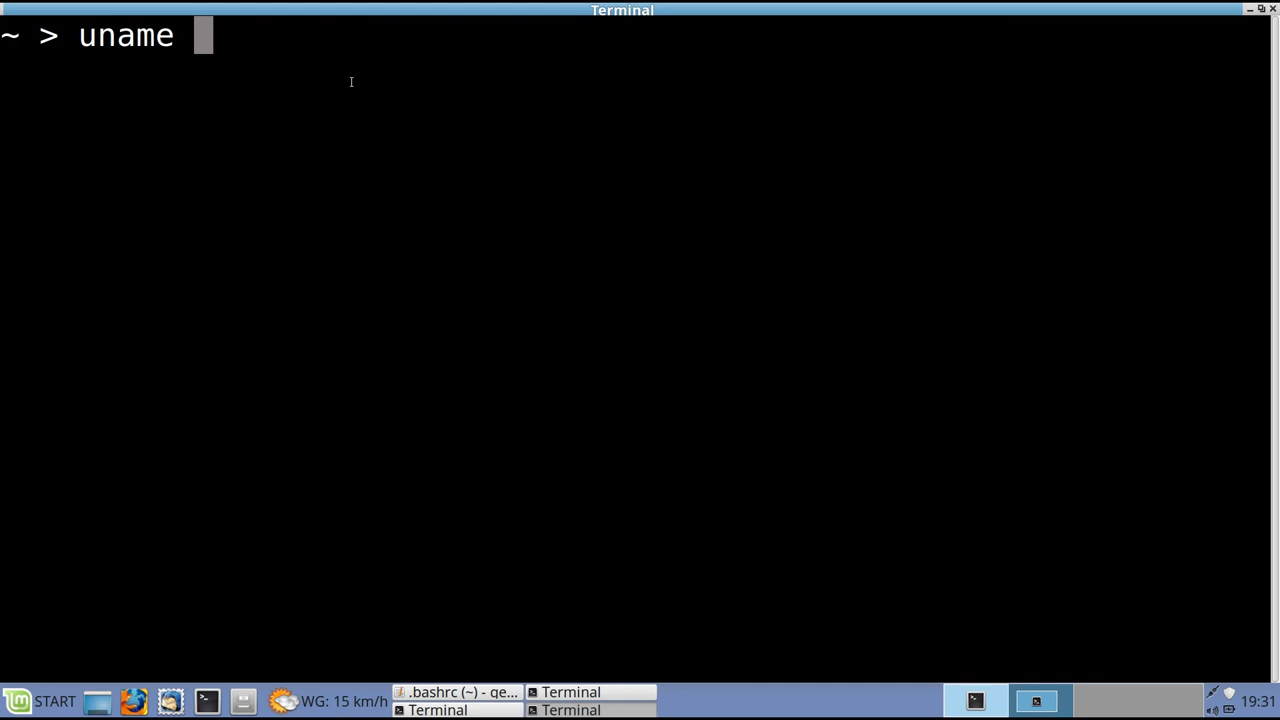 Terminal
~ > uname
START
WG: 15 km/h
.bashrc (~) - ge...
Terminal
Terminal
Terminal
19:31